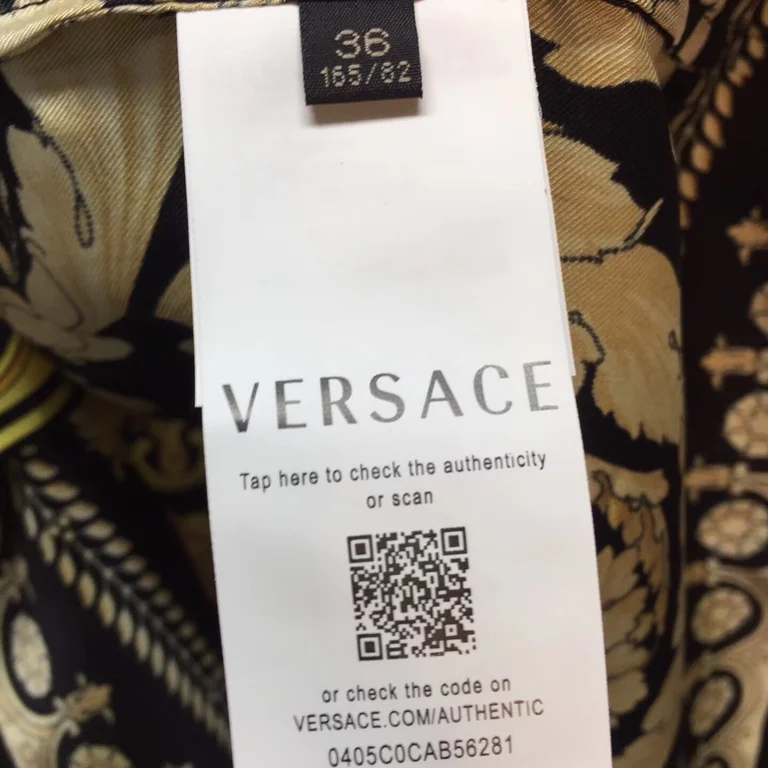 36
165/82
VERSACE
Tap here to check the authenticity
or scan
or check the code on
VERSACE.COM/AUTHENTIC
0405C0CAB56281